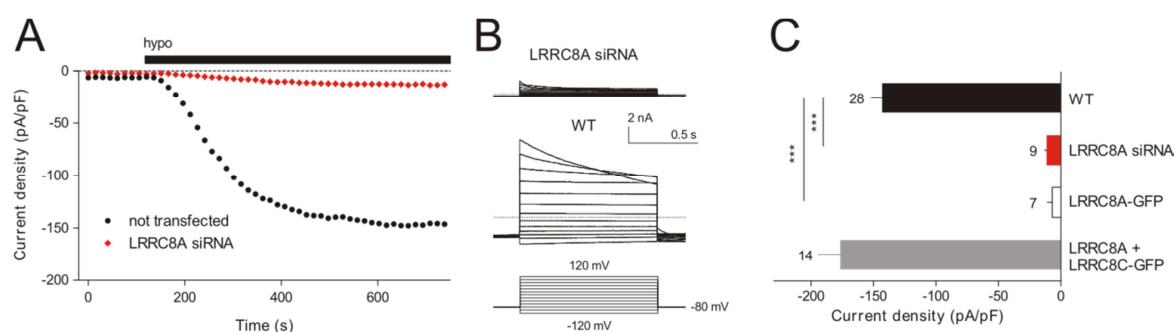 A
hypo
0
-50
-100
-150
-200
Current density (pA/pF)
not transfected
LRRC8A siRNA
0
200
400
600
Time (s)
B
LRRC8A siRNA
WT
2 nA
0.5 s
120 mV
-80 mV
-120 mV
C
***
***
28
WT
9
LRRC8A siRNA
7
LRRC8A-GFP
14
LRRC8A +
LRRC8C-GFP
-200
-150
-100
-50
0
Current density (pA/pF)